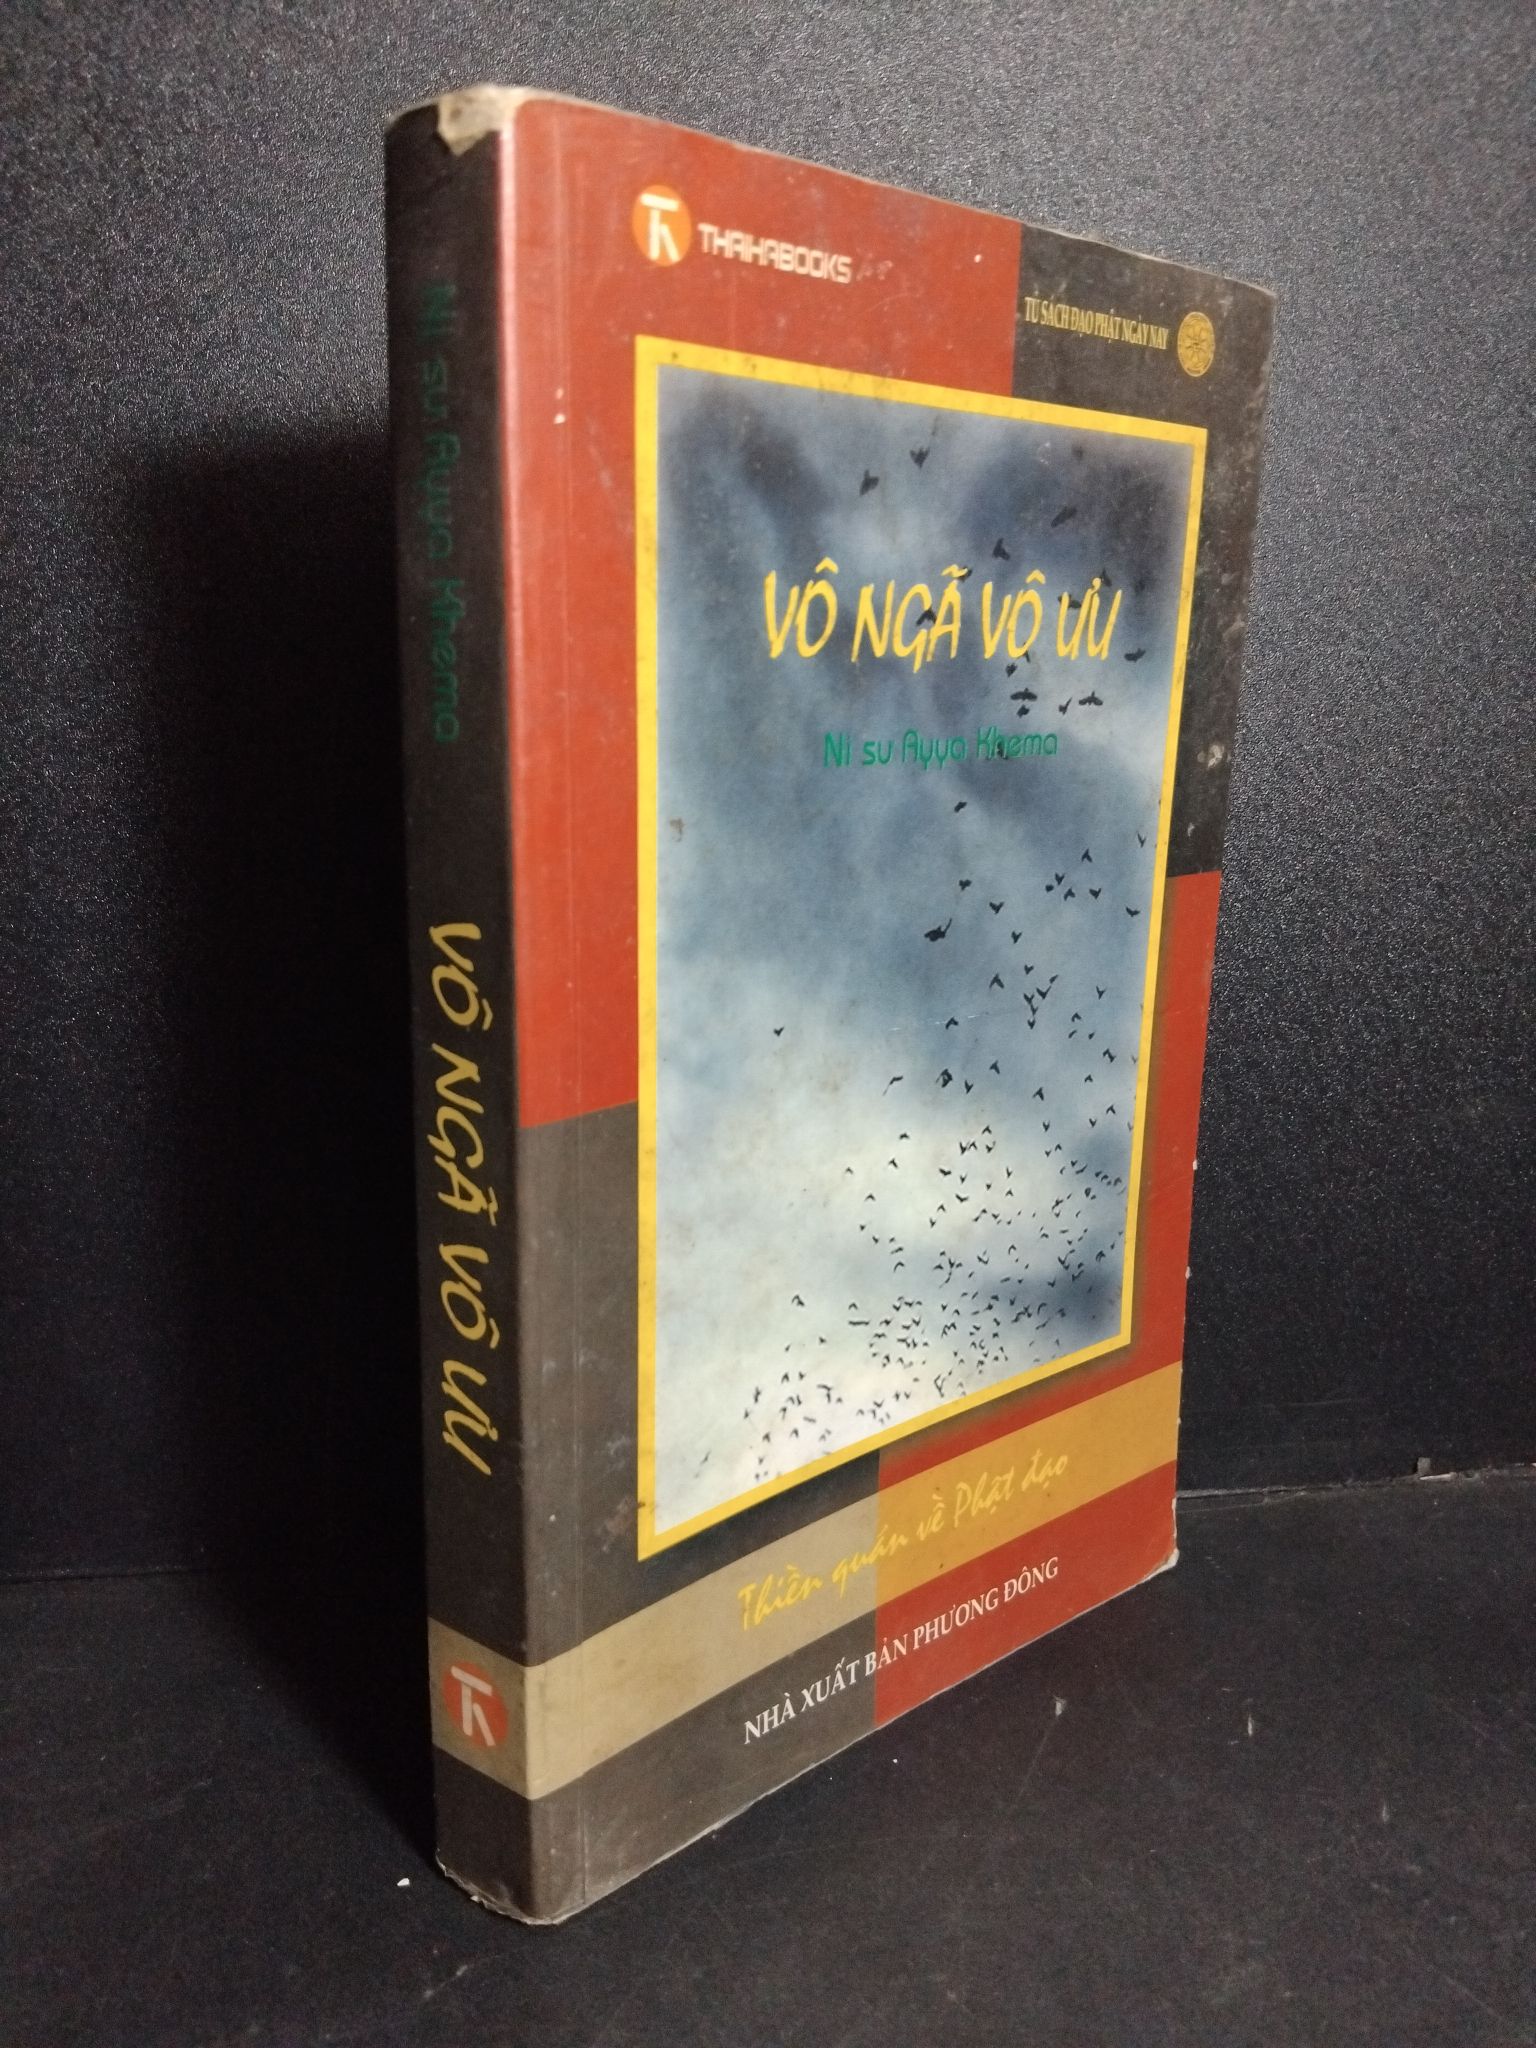 THAIHABOOKS
TỦ SÁCH ĐẠO PHẬT NGÀY NAY
VÔ NGÃ VÔ ƯU
Ni sư Ayya Khema
Thiền quán về Phật đạo
NHÀ XUẤT BẢN PHƯƠNG ĐÔNG
Ni sư Ayya Khema
VÔ NGÃ VÔ ƯU